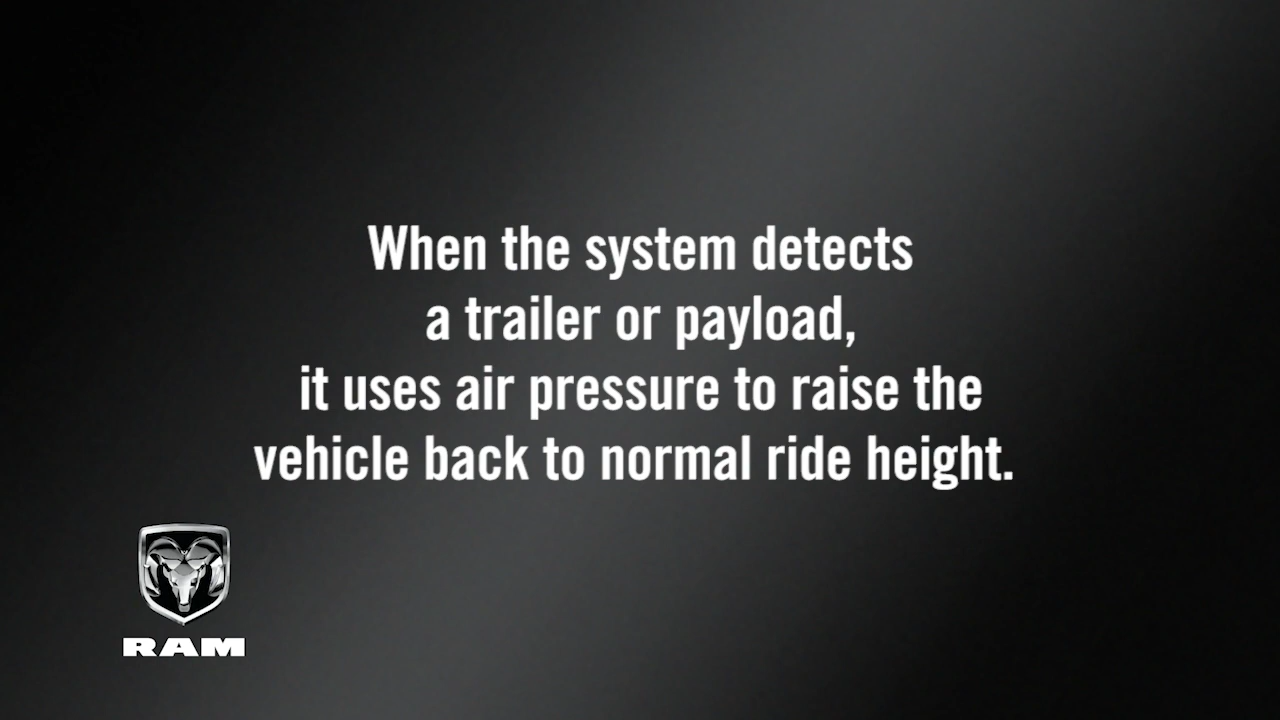 When the system detects
a trailer or payload,
it uses air pressure to raise the
vehicle back to normal ride height.
RAM